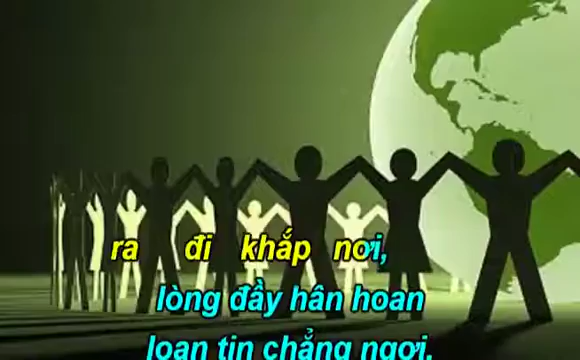 ra đi khắp nơi,
lòng đầy hân hoan
loan tin chẳng ngơi.